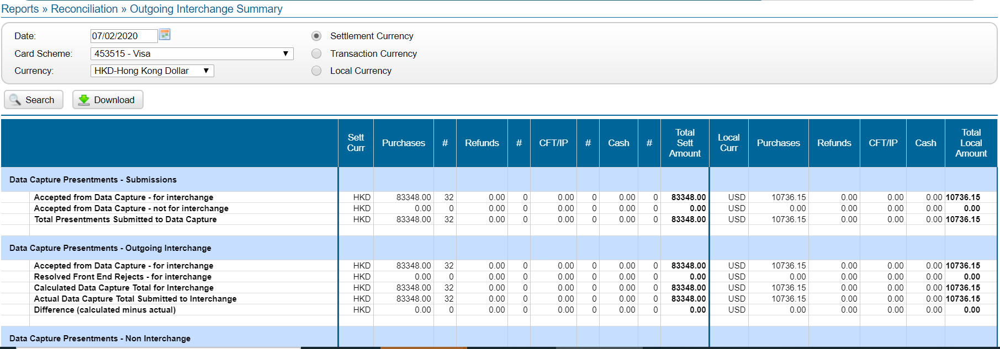 Reports » Reconciliation » Outgoing Interchange Summary
Date: 07/02/2020 Settlement Currency
Card Scheme: 453515 - Visa ▼ Transaction Currency
Currency: HKD-Hong Kong Dollar ▼ Local Currency
Search Download
Sett Curr Purchases # Refunds # CFT/IP # Cash # Total Sett Amount Local Curr Purchases Refunds CFT/IP Cash Total Local Amount
Data Capture Presentments - Submissions
Accepted from Data Capture - for interchange HKD 83348.00 32 0.00 0 0.00 0 0.00 0 83348.00 USD 10736.15 0.00 0.00 0.00 10736.15
Accepted from Data Capture - not for interchange HKD 0.00 0 0.00 0 0.00 0 0.00 0 0.00 USD 0.00 0.00 0.00 0.00 0.00
Total Presentments Submitted to Data Capture HKD 83348.00 32 0.00 0 0.00 0 0.00 0 83348.00 USD 10736.15 0.00 0.00 0.00 10736.15
Data Capture Presentments - Outgoing Interchange
Accepted from Data Capture - for interchange HKD 83348.00 32 0.00 0 0.00 0 0.00 0 83348.00 USD 10736.15 0.00 0.00 0.00 10736.15
Resolved Front End Rejects - for interchange HKD 0.00 0 0.00 0 0.00 0 0.00 0 0.00 USD 0.00 0.00 0.00 0.00 0.00
Calculated Data Capture Total for Interchange HKD 83348.00 32 0.00 0 0.00 0 0.00 0 83348.00 USD 10736.15 0.00 0.00 0.00 10736.15
Actual Data Capture Total Submitted to Interchange HKD 83348.00 32 0.00 0 0.00 0 0.00 0 83348.00 USD 10736.15 0.00 0.00 0.00 10736.15
Difference (calculated minus actual) HKD 0.00 0 0.00 0 0.00 0 0.00 0 0.00 USD 0.00 0.00 0.00 0.00 0.00
Data Capture Presentments - Non Interchange